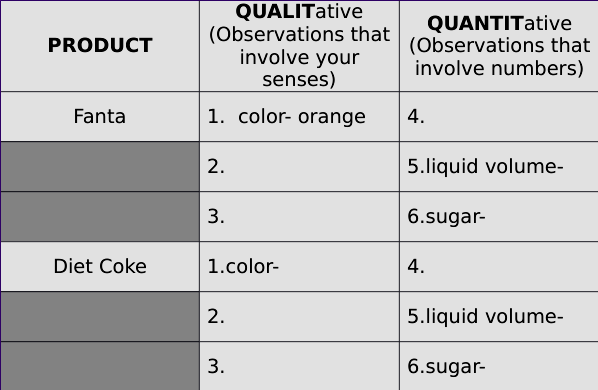 PRODUCT
QUALITative
(Observations that
involve your
senses)
QUANTITative
(Observations that
involve numbers)
Fanta
1.  color- orange
4.
2.
5.liquid volume-
3.
6.sugar-
Diet Coke
1.color-
4.
2.
5.liquid volume-
3.
6.sugar-